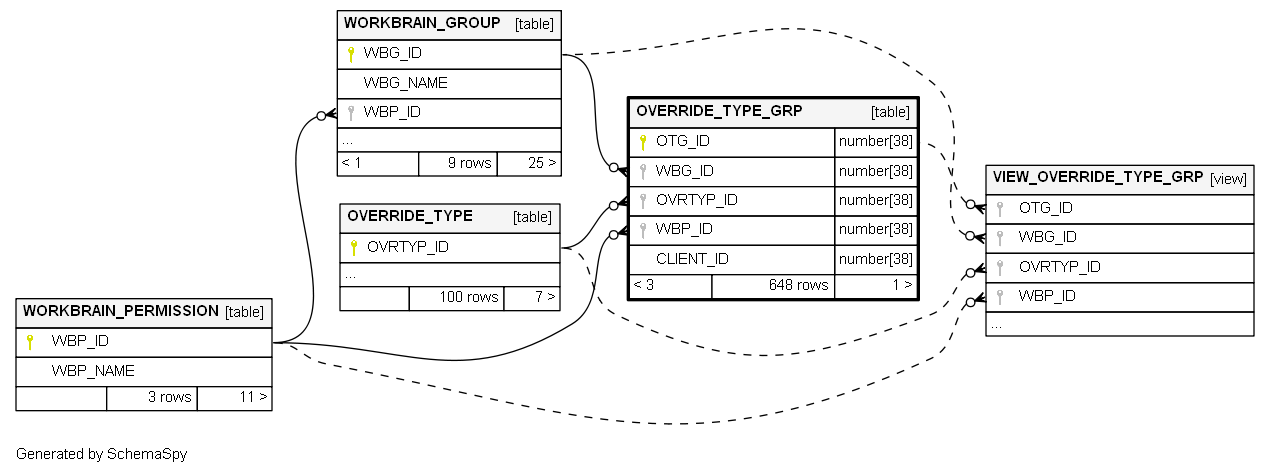 WORKBRAIN_GROUP [table]
WBG_ID
WBG_NAME
WBP_ID
...
< 1 9 rows 25 >
OVERRIDE_TYPE [table]
OVRTYP_ID
...
100 rows 7 >
WORKBRAIN_PERMISSION [table]
WBP_ID
WBP_NAME
3 rows 11 >
OVERRIDE_TYPE_GRP [table]
OTG_ID number[38]
WBG_ID number[38]
OVRTYP_ID number[38]
WBP_ID number[38]
CLIENT_ID number[38]
< 3 648 rows 1 >
VIEW_OVERRIDE_TYPE_GRP [view]
OTG_ID
WBG_ID
OVRTYP_ID
WBP_ID
...
Generated by SchemaSpy